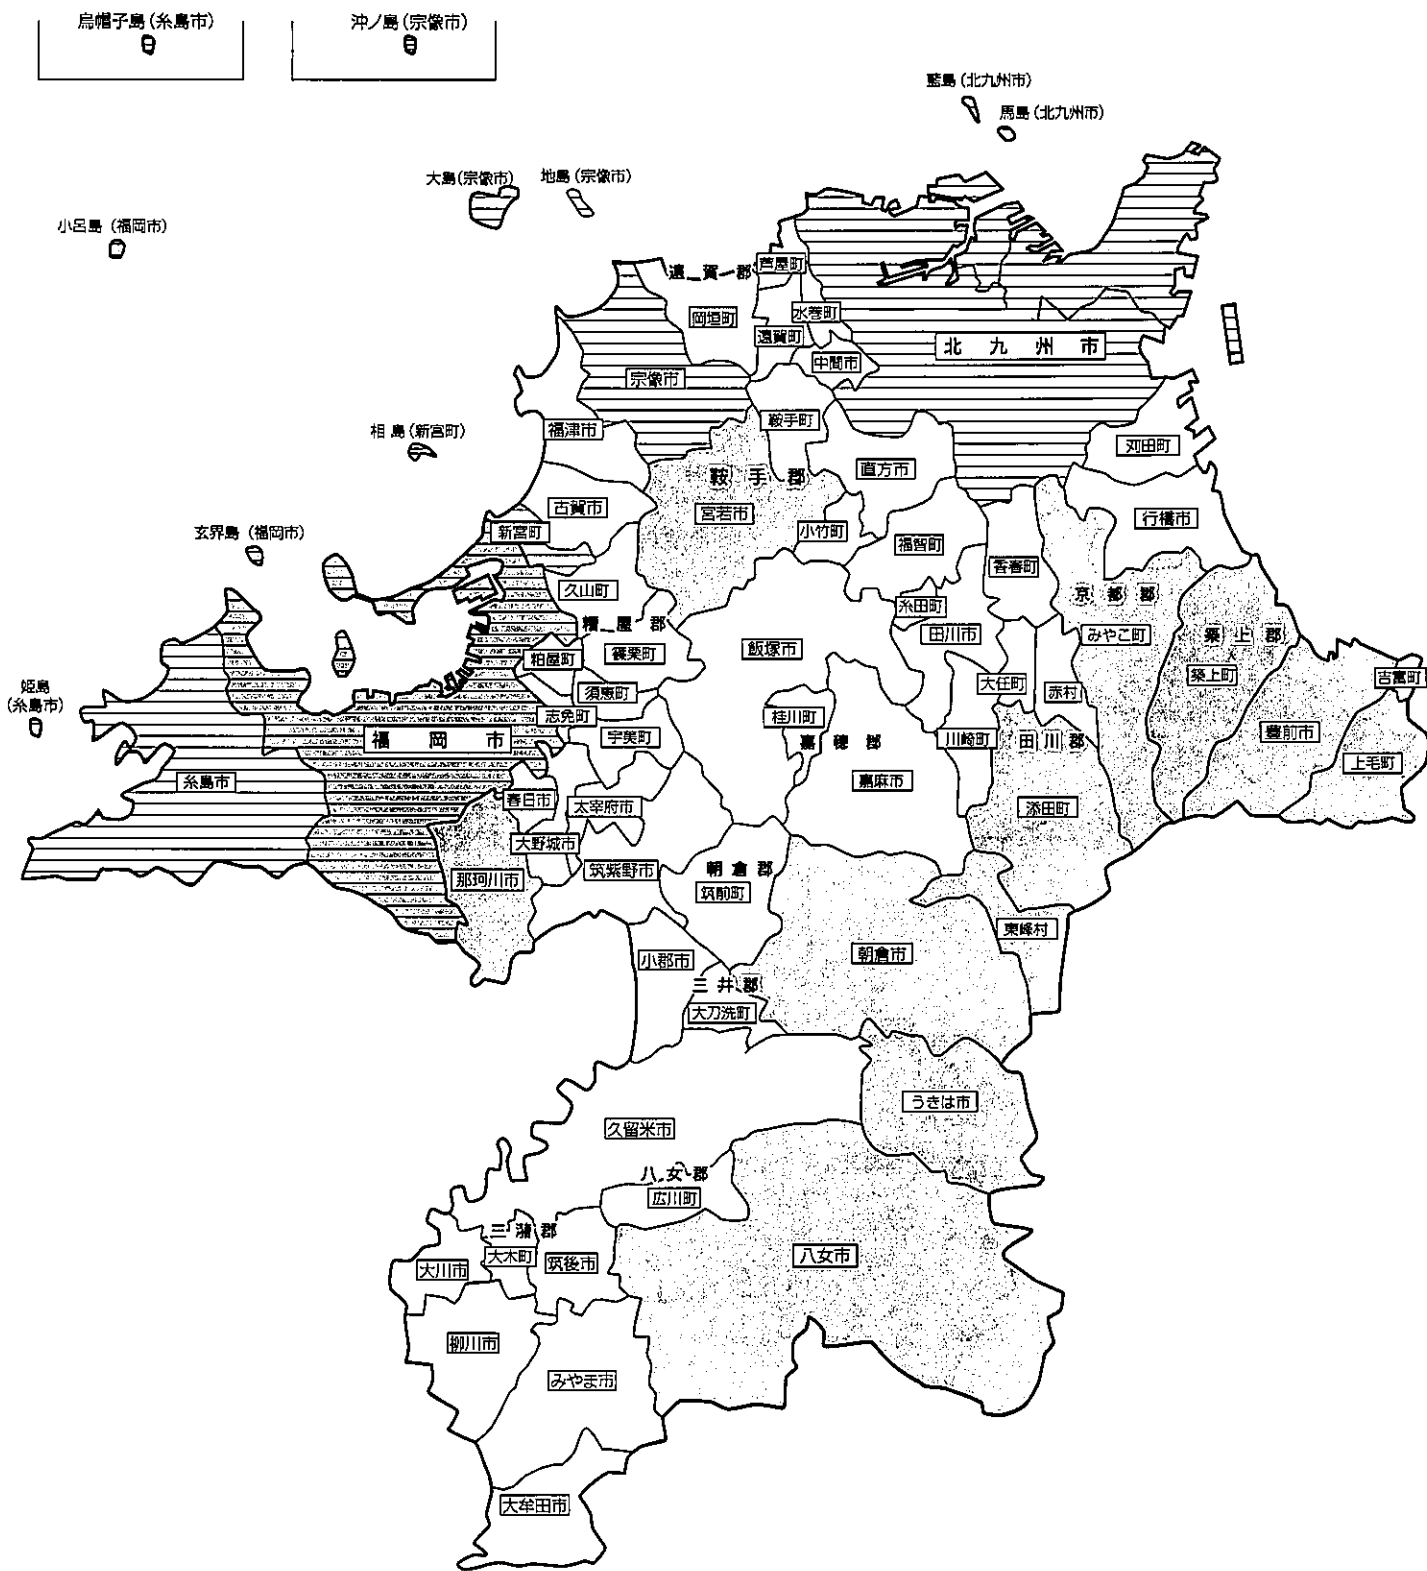 烏帽子島(糸島市)
沖ノ島(宗像市)
藍島(北九州市)
馬島(北九州市)
大島(宗像市)
地島(宗像市)
小呂島(福岡市)
遠賀郡
芦屋町
岡垣町
水巻町
遠賀町
北九州市
中間市
宗像市
鞍手町
相島(新宮町)
福津市
苅田町
直方市
鞍手郡
古賀市
宮若市
行橋市
新宮町
小竹町
玄界島(福岡市)
福智町
香春町
久山町
京都郡
糸田町
糟屋郡
田川市
みやこ町
築上郡
飯塚市
篠栗町
粕屋町
築上町
吉富町
大任町
姫島
(糸島市)
須恵町
赤村
志免町
桂川町
豊前市
福岡市
宇美町
嘉穂郡
川崎町
田川郡
上毛町
糸島市
嘉麻市
春日市
太宰府市
添田町
大野城市
朝倉郡
筑紫野市
那珂川市
筑前町
東峰村
朝倉市
小郡市
三井郡
大刀洗町
うきは市
久留米市
八女郡
広川町
三潴郡
大木町
八女市
筑後市
大川市
柳川市
みやま市
大牟田市